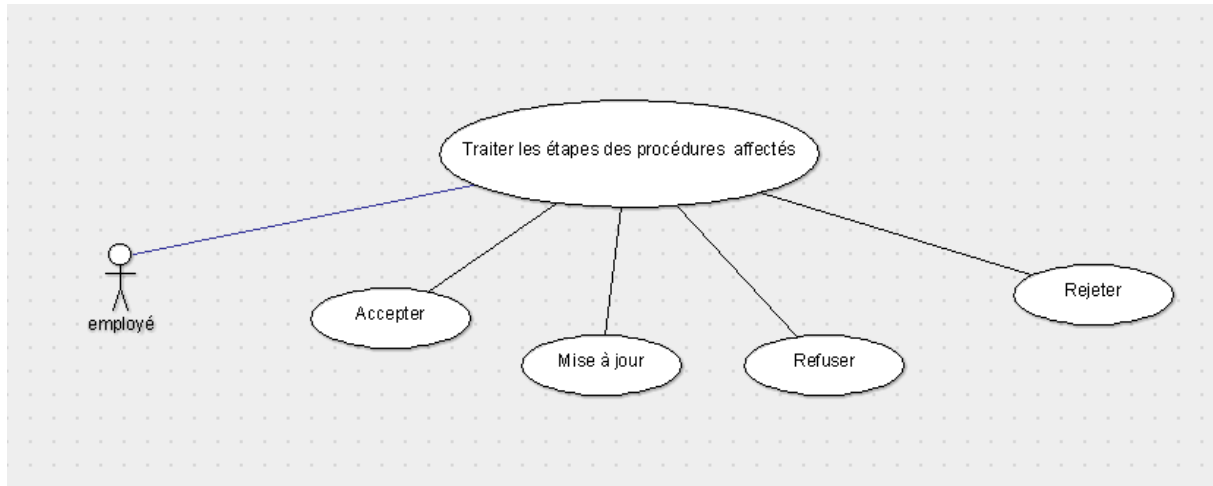 Traiter les étapes des procédures affectés
employé
Accepter
Mise à jour
Refuser
Rejeter